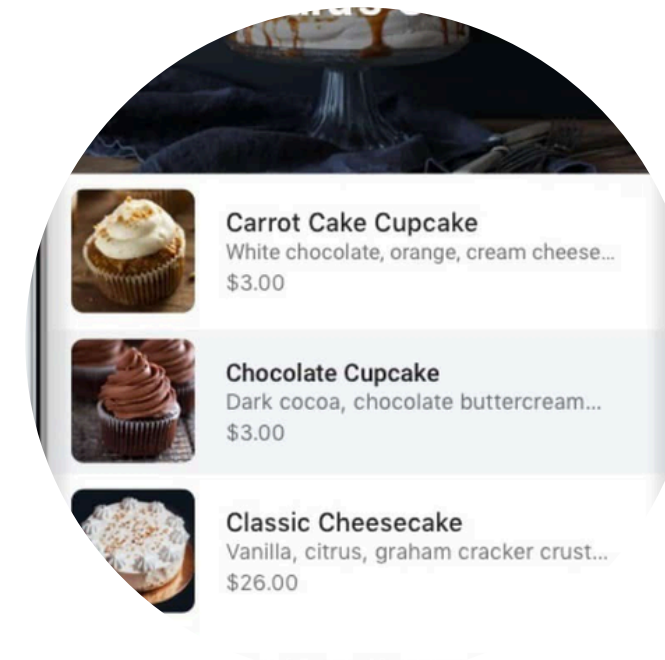 Carrot Cake Cupcake
White chocolate, orange, cream cheese...
$3.00
Chocolate Cupcake
Dark cocoa, chocolate buttercream...
$3.00
Classic Cheesecake
Vanilla, citrus, graham cracker crust...
$26.00